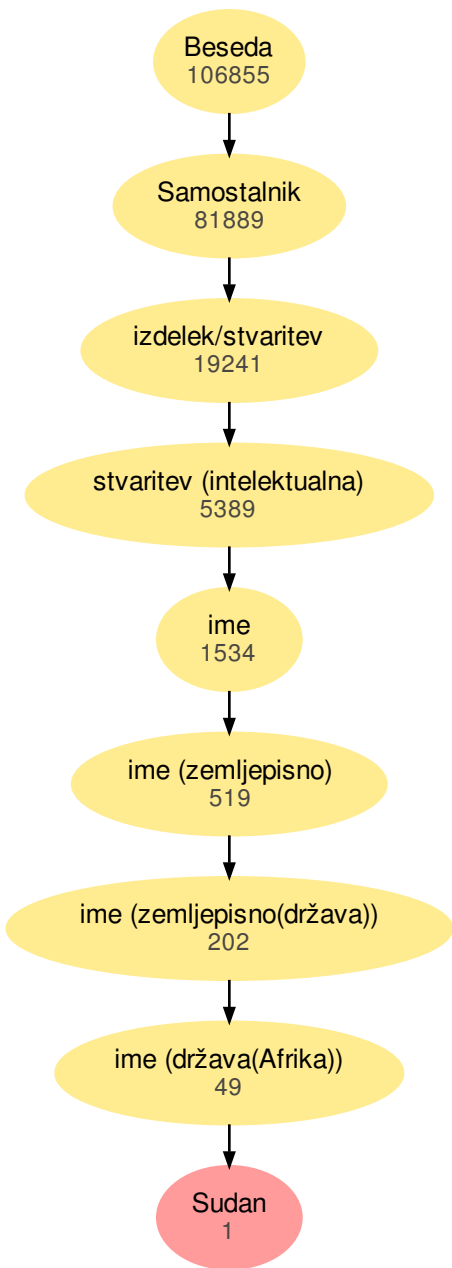 Beseda
106855
Samostalnik
81889
izdelek/stvaritev
19241
stvaritev (intelektualna)
5389
ime
1534
ime (zemljepisno)
519
ime (zemljepisno(država))
202
ime (država(Afrika))
49
Sudan
1